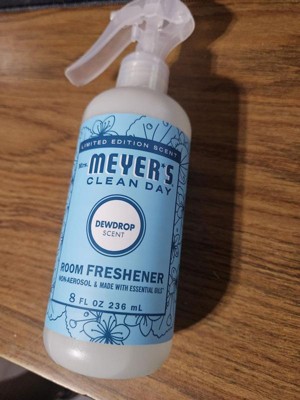 LIMITED EDITION SCENT
Mrs. MEYER'S
CLEAN DAY
DEWDROP
SCENT
ROOM FRESHENER
NON-AEROSOL & MADE WITH ESSENTIAL OILS*
8 FL OZ 236 mL